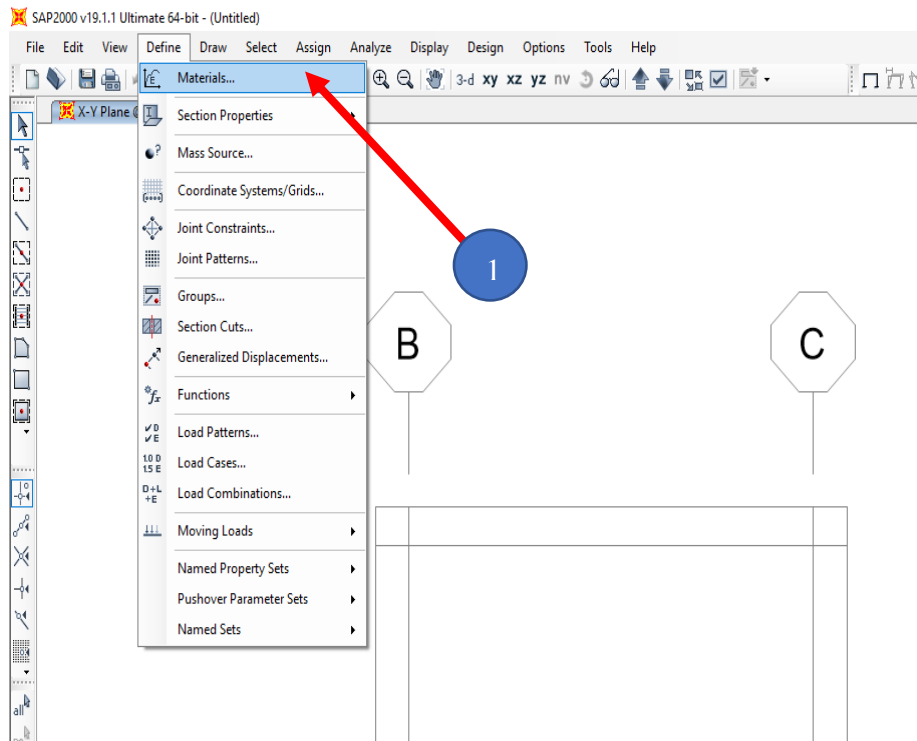 SAP2000 v19.1.1 Ultimate 64-bit - (Untitled)
File Edit View Define Draw Select Assign Analyze Display Design Options Tools Help
3-d xy xz yz nv
X-Y Plane @
Materials...
Section Properties
Mass Source...
Coordinate Systems/Grids...
Joint Constraints...
Joint Patterns...
Groups...
Section Cuts...
Generalized Displacements...
Functions
Load Patterns...
Load Cases...
Load Combinations...
Moving Loads
Named Property Sets
Pushover Parameter Sets
Named Sets
1
B
C
all